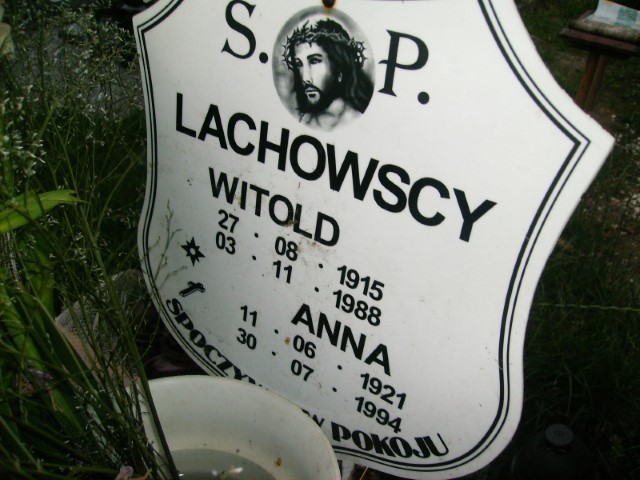 S. P.
LACHOWSCY
WITOLD
27 · 08 · 1915
03 · 11 · 1988
ANNA
11 · 06 · 1921
30 · 07 · 1994
POKOJU